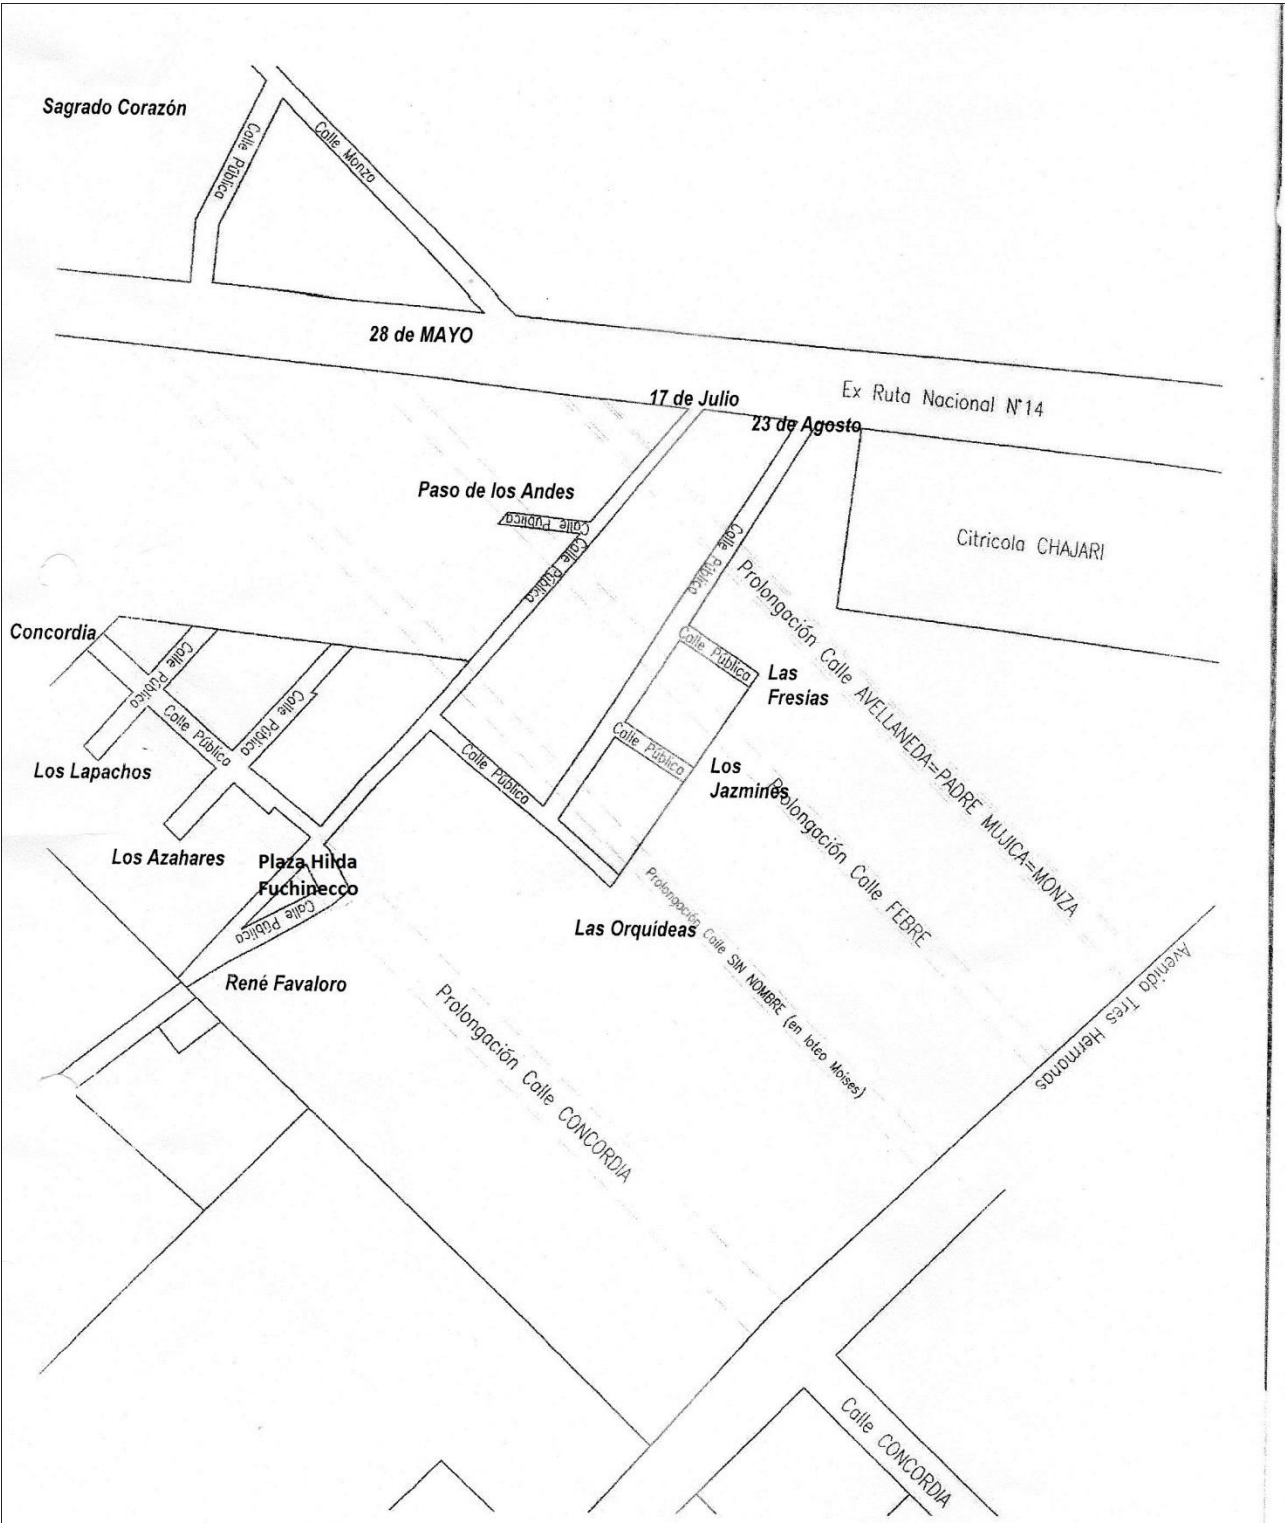 Sagrado Corazón
Calle Pública
Calle Monzo
28 de MAYO
17 de Julio
Ex Ruta Nacional N°14
23 de Agosto
Paso de los Andes
Calle Pública
Calle Pública
Calle Pública
Citricola CHAJARI
Prolongación Calle AVELLANEDA=PADRE MUJICA=MONZA
Concordia
Calle Pública
Calle Pública
Calle Pública
Calle Pública
Las
Fresías
Los Lapachos
Calle Público
Calle Público
Los
Jazmines
Prolongación Calle FEBRE
Los Azahares
Plaza Hilda
Fuchinecco
Calle Pública
Prolongación Calle SIN NOMBRE (en loteo Moises)
Las Orquídeas
René Favaloro
Avenida Tres Hermanas
Prolongación Calle CONCORDIA
Calle CONCORDIA